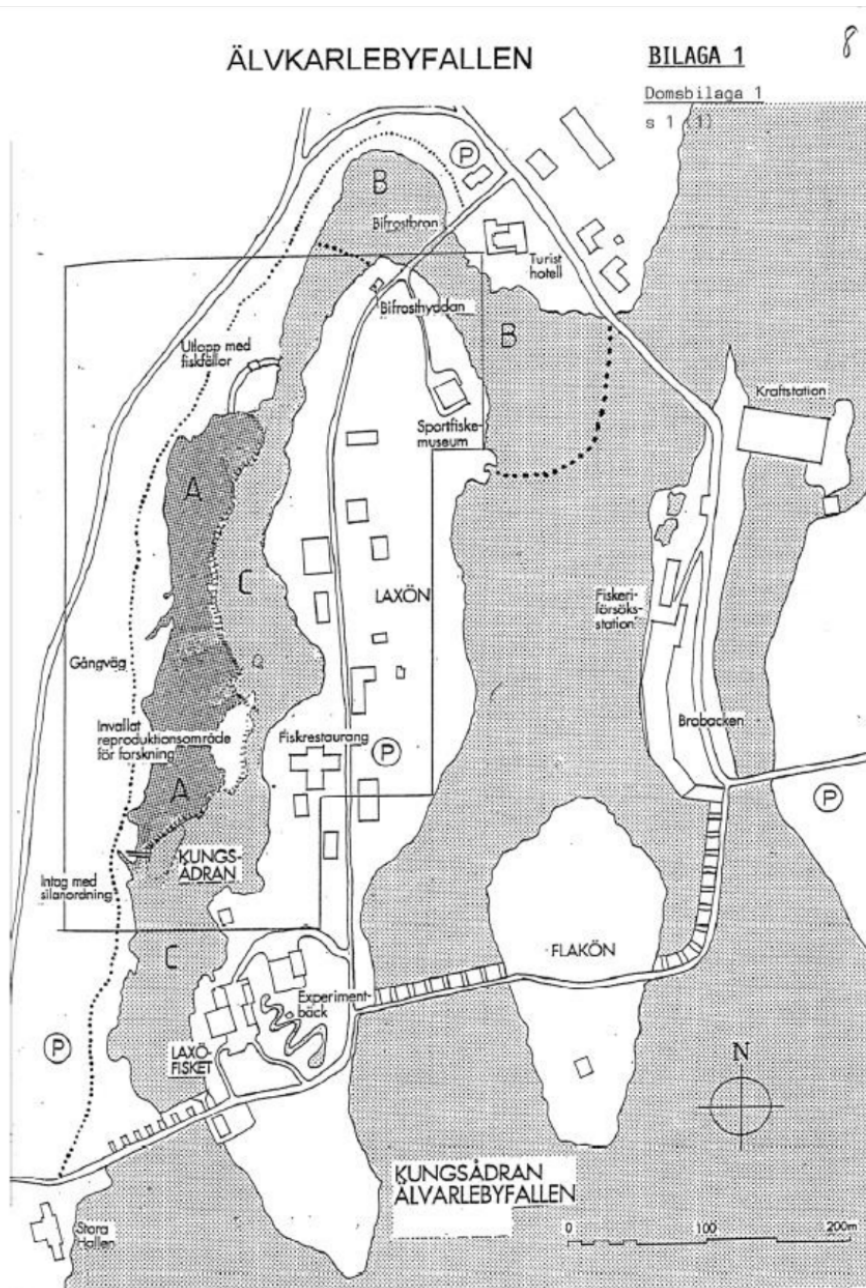 ÄLVKARLEBYFALLEN
BILAGA 1
8
Domsbilaga 1
s 1 (1)
P
B
Bifrostbron
Turist
hotell
Bifrosthyddan
B
Utlopp med
fiskfällor
Kraftstation
Sportfiske-
museum
A
C
LAXÖN
Fiskeri-
försöks-
station
Gångväg
Invallat
reproduktionsområde
för forskning
Fiskrestaurang
P
Brobacken
A
P
KUNGS-
ÅDRAN
Intag med
silanordning
C
FLAKÖN
Experiment-
bäck
P
LAXÖ-
FISKET
N
KUNGSÅDRAN
ÄLVARLEBYFALLEN
Stora
Hallen
0 100 200m